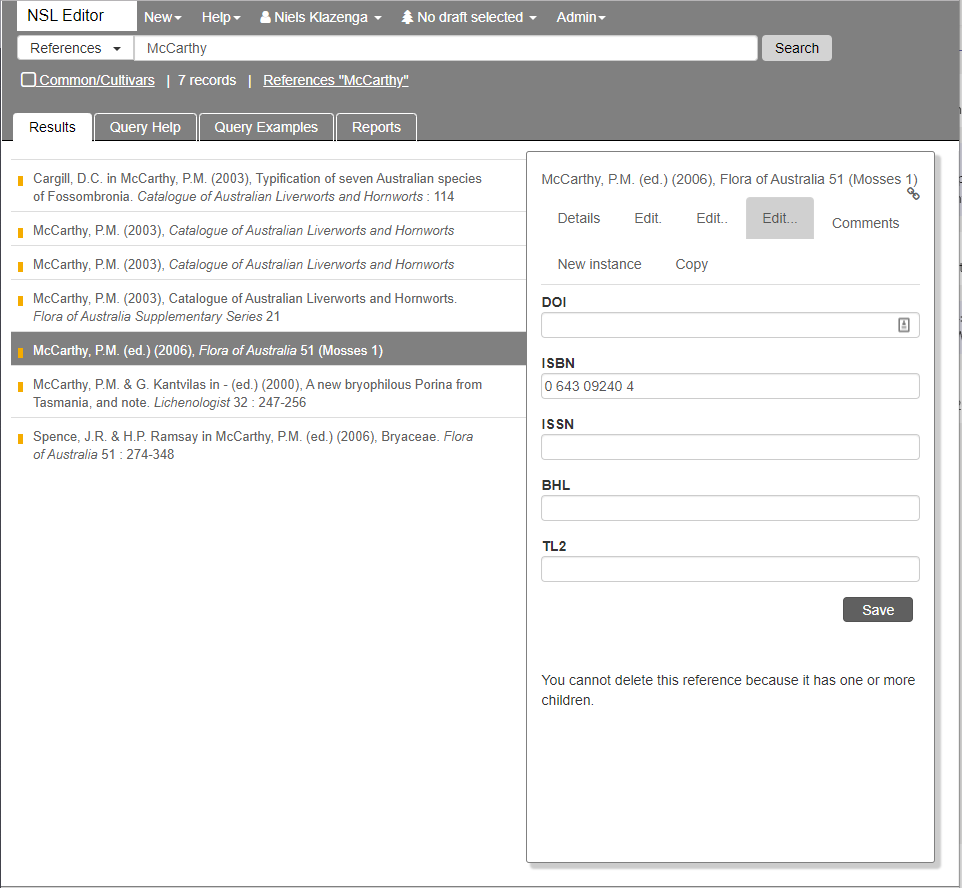 NSL Editor New Help Niels Klazenga No draft selected Admin
References McCarthy Search
Common/Cultivars | 7 records | References "McCarthy"
Results Query Help Query Examples Reports
Cargill, D.C. in McCarthy, P.M. (2003), Typification of seven Australian species
of Fossombronia. Catalogue of Australian Liverworts and Hornworts : 114
McCarthy, P.M. (2003), Catalogue of Australian Liverworts and Hornworts
McCarthy, P.M. (2003), Catalogue of Australian Liverworts and Hornworts
McCarthy, P.M. (2003), Catalogue of Australian Liverworts and Hornworts.
Flora of Australia Supplementary Series 21
McCarthy, P.M. (ed.) (2006), Flora of Australia 51 (Mosses 1)
McCarthy, P.M. & G. Kantvilas in - (ed.) (2000), A new bryophilous Porina from
Tasmania, and note. Lichenologist 32 : 247-256
Spence, J.R. & H.P. Ramsay in McCarthy, P.M. (ed.) (2006), Bryaceae. Flora
of Australia 51 : 274-348
McCarthy, P.M. (ed.) (2006), Flora of Australia 51 (Mosses 1)
Details Edit. Edit.. Edit... Comments
New instance Copy
DOI
ISBN
0 643 09240 4
ISSN
BHL
TL2
Save
You cannot delete this reference because it has one or more
children.